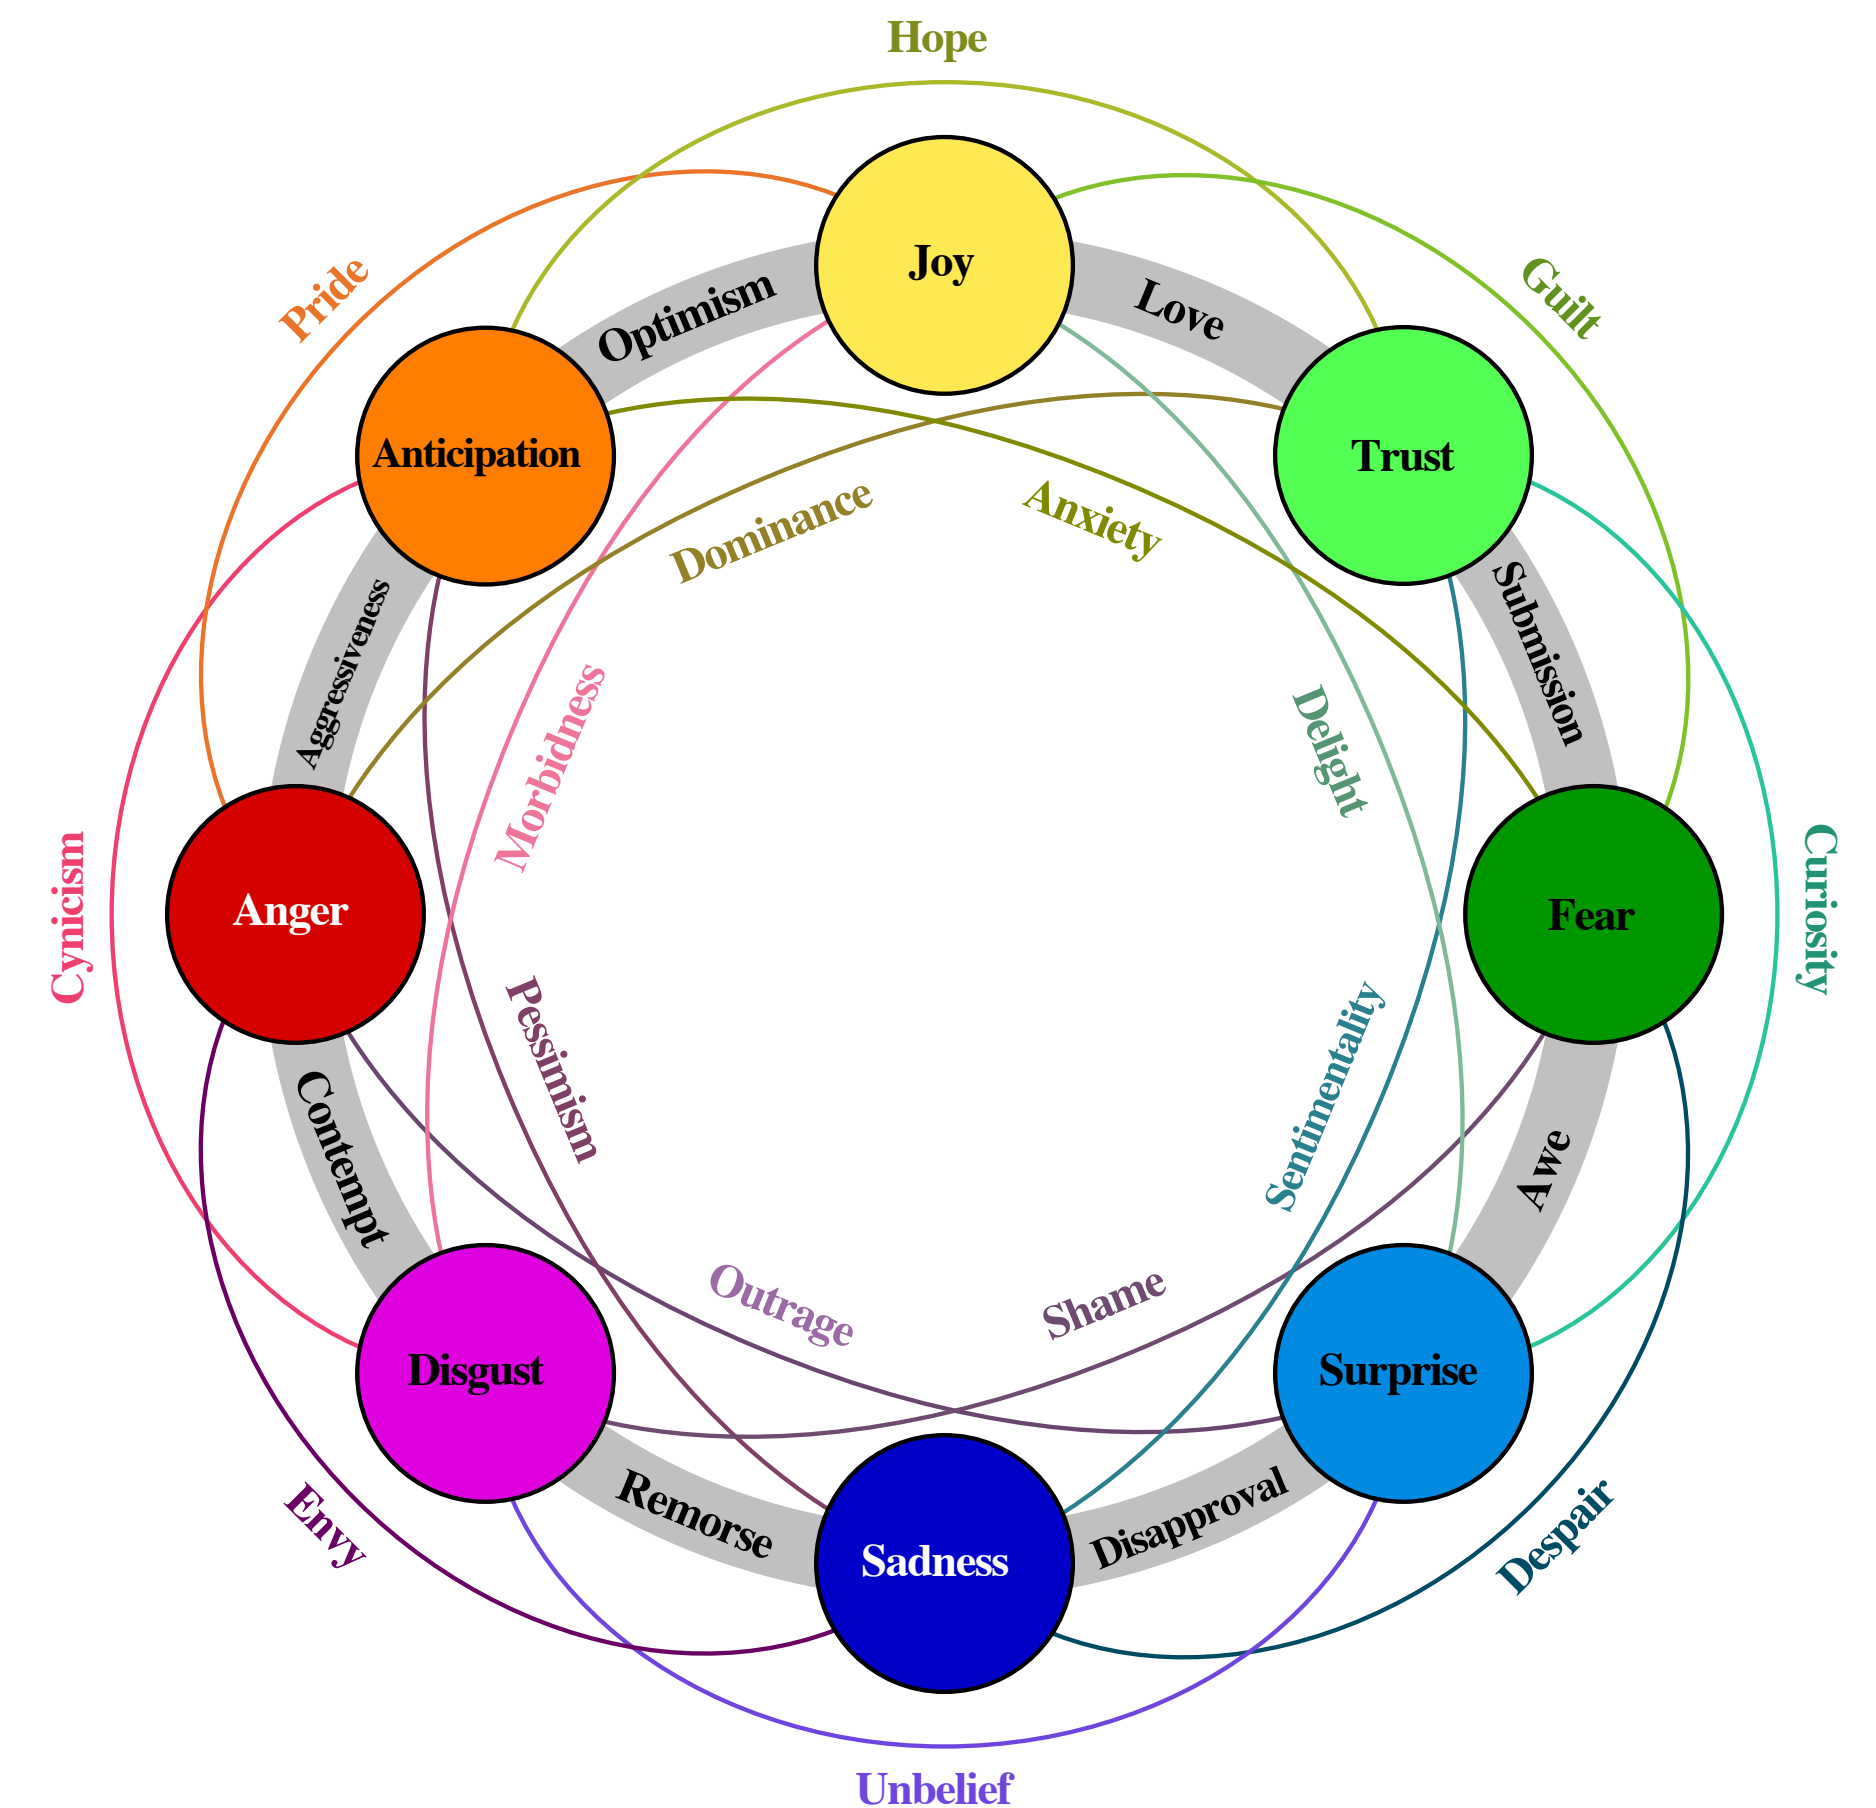 Hope
Joy
Pride
Guilt
Optimism
Love
Anticipation
Trust
Dominance
Anxiety
Aggressiveness
Submission
Morbidness
Delight
Anger
Fear
Cynicism
Curiosity
Pessimism
Sentimentality
Contempt
Awe
Outrage
Shame
Disgust
Surprise
Remorse
Disapproval
Envy
Despair
Sadness
Unbelief